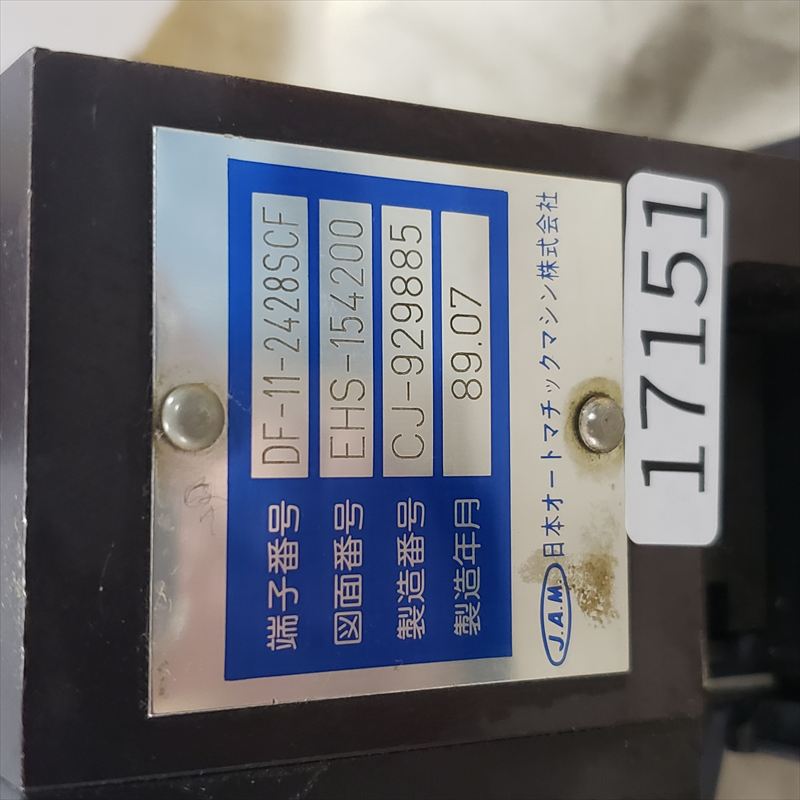 端子番号 DF-11-2428SCF
図面番号 EHS-154200
製造番号 CJ-929885
製造年月 89.07
J.A.M. 日本オートマチックマシン株式会社
17151